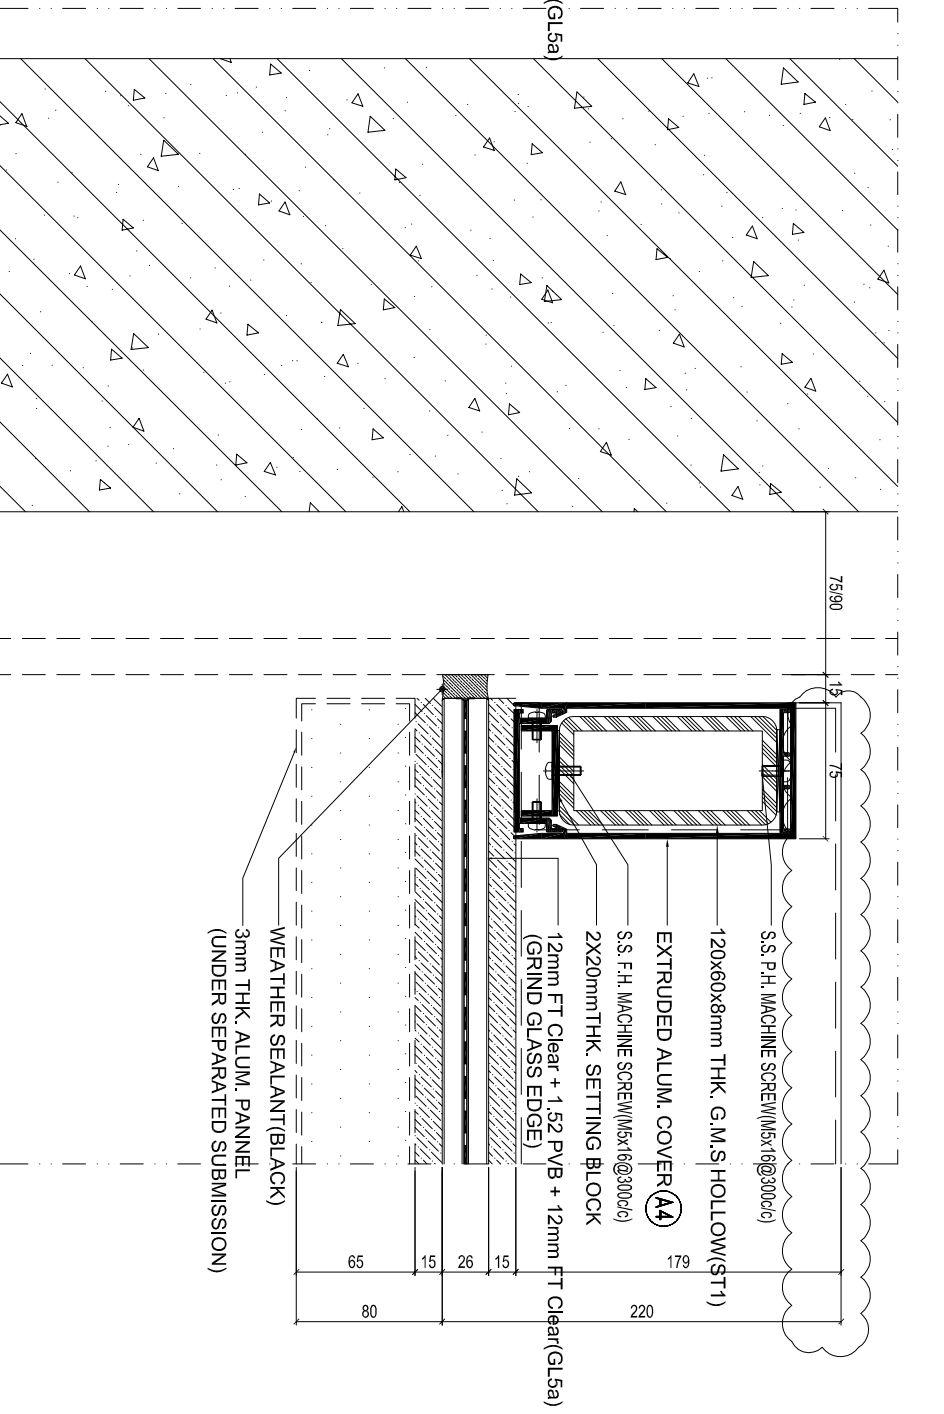 (GL5a)
75/90
15
75
S.S. P.H. MACHINE SCREW(M5x16@300c/c)
120x60x8mm THK. G.M.S HOLLOW(ST1)
EXTRUDED ALUM. COVER A4
S.S. F.H. MACHINE SCREW(M5x16@300c/c)
2X20mmTHK. SETTING BLOCK
12mm FT Clear + 1.52 PVB + 12mm FT Clear(GL5a)
(GRIND GLASS EDGE)
WEATHER SEALANT(BLACK)
3mm THK. ALUM. PANNEL
(UNDER SEPARATED SUBMISSION)
65
15
26
15
179
80
220